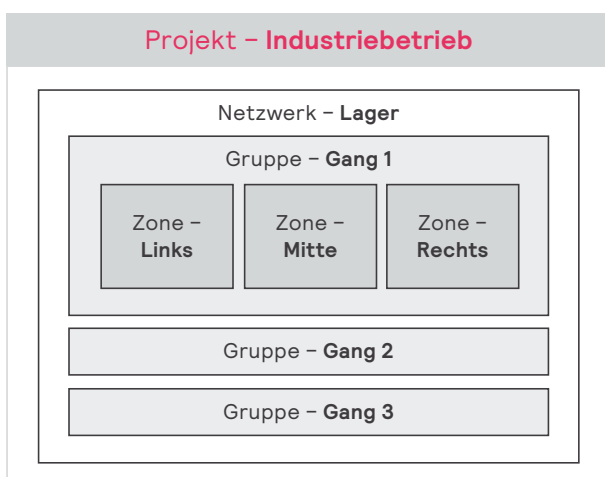 Projekt – Industriebetrieb
Netzwerk – Lager
Gruppe – Gang 1
Zone –
Links
Zone –
Mitte
Zone –
Rechts
Gruppe – Gang 2
Gruppe – Gang 3